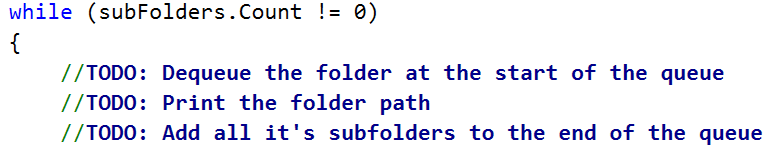 while (subFolders.Count != 0)
{
//TODO: Dequeue the folder at the start of the queue
//TODO: Print the folder path
//TODO: Add all it's subfolders to the end of the queue